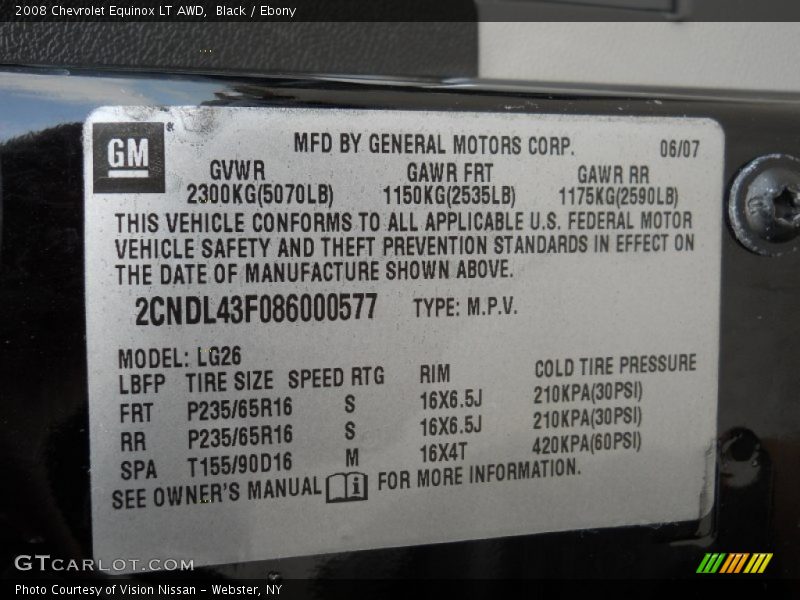 2008 Chevrolet Equinox LT AWD, Black / Ebony
GM
MFD BY GENERAL MOTORS CORP. 06/07
GVWR GAWR FRT GAWR RR
2300KG(5070LB) 1150KG(2535LB) 1175KG(2590LB)
THIS VEHICLE CONFORMS TO ALL APPLICABLE U.S. FEDERAL MOTOR
VEHICLE SAFETY AND THEFT PREVENTION STANDARDS IN EFFECT ON
THE DATE OF MANUFACTURE SHOWN ABOVE.
2CNDL43F086000577 TYPE: M.P.V.
MODEL: LG26
LBFP TIRE SIZE SPEED RTG RIM COLD TIRE PRESSURE
FRT P235/65R16 S 16X6.5J 210KPA(30PSI)
RR P235/65R16 S 16X6.5J 210KPA(30PSI)
SPA T155/90D16 M 16X4T 420KPA(60PSI)
SEE OWNER'S MANUAL i FOR MORE INFORMATION.
GTCARLOT.COM
Photo Courtesy of Vision Nissan - Webster, NY